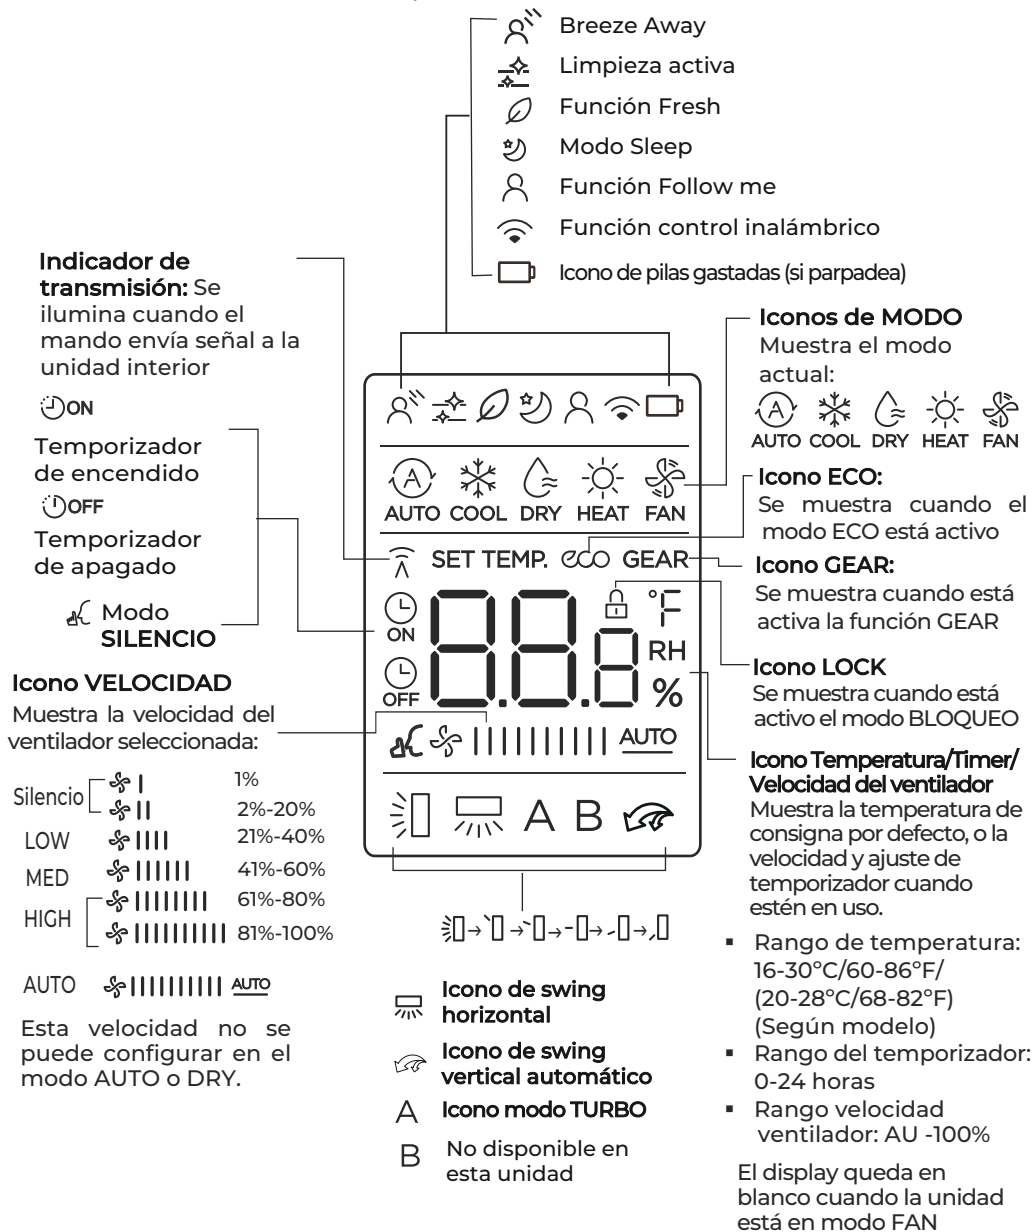 Breeze Away
Limpieza activa
Función Fresh
Modo Sleep
Función Follow me
Función control inalámbrico
Icono de pilas gastadas (si parpadea)
Indicador de
transmisión: Se
ilumina cuando el
mando envía señal a la
unidad interior
ON
Temporizador
de encendido
OFF
Temporizador
de apagado
Modo
SILENCIO
Icono VELOCIDAD
Muestra la velocidad del
ventilador seleccionada:
Silencio
1%
2%-20%
LOW 21%-40%
MED 41%-60%
HIGH
61%-80%
81%-100%
AUTO AUTO
Esta velocidad no se
puede configurar en el
modo AUTO o DRY.
A
AUTO COOL DRY HEAT FAN
SET TEMP. eco GEAR
ON
OFF
88.8
°F
RH
%
AUTO
A B
Icono de swing
horizontal
Icono de swing
vertical automático
A Icono modo TURBO
B No disponible en
esta unidad
Iconos de MODO
Muestra el modo
actual:
A
AUTO COOL DRY HEAT FAN
Icono ECO:
Se muestra cuando el
modo ECO está activo
Icono GEAR:
Se muestra cuando está
activa la función GEAR
Icono LOCK
Se muestra cuando está
activo el modo BLOQUEO
Icono Temperatura/Timer/
Velocidad del ventilador
Muestra la temperatura de
consigna por defecto, o la
velocidad y ajuste de
temporizador cuando
estén en uso.
▪ Rango de temperatura:
16-30°C/60-86°F/
(20-28°C/68-82°F)
(Según modelo)
▪ Rango del temporizador:
0-24 horas
▪ Rango velocidad
ventilador: AU -100%
El display queda en
blanco cuando la unidad
está en modo FAN